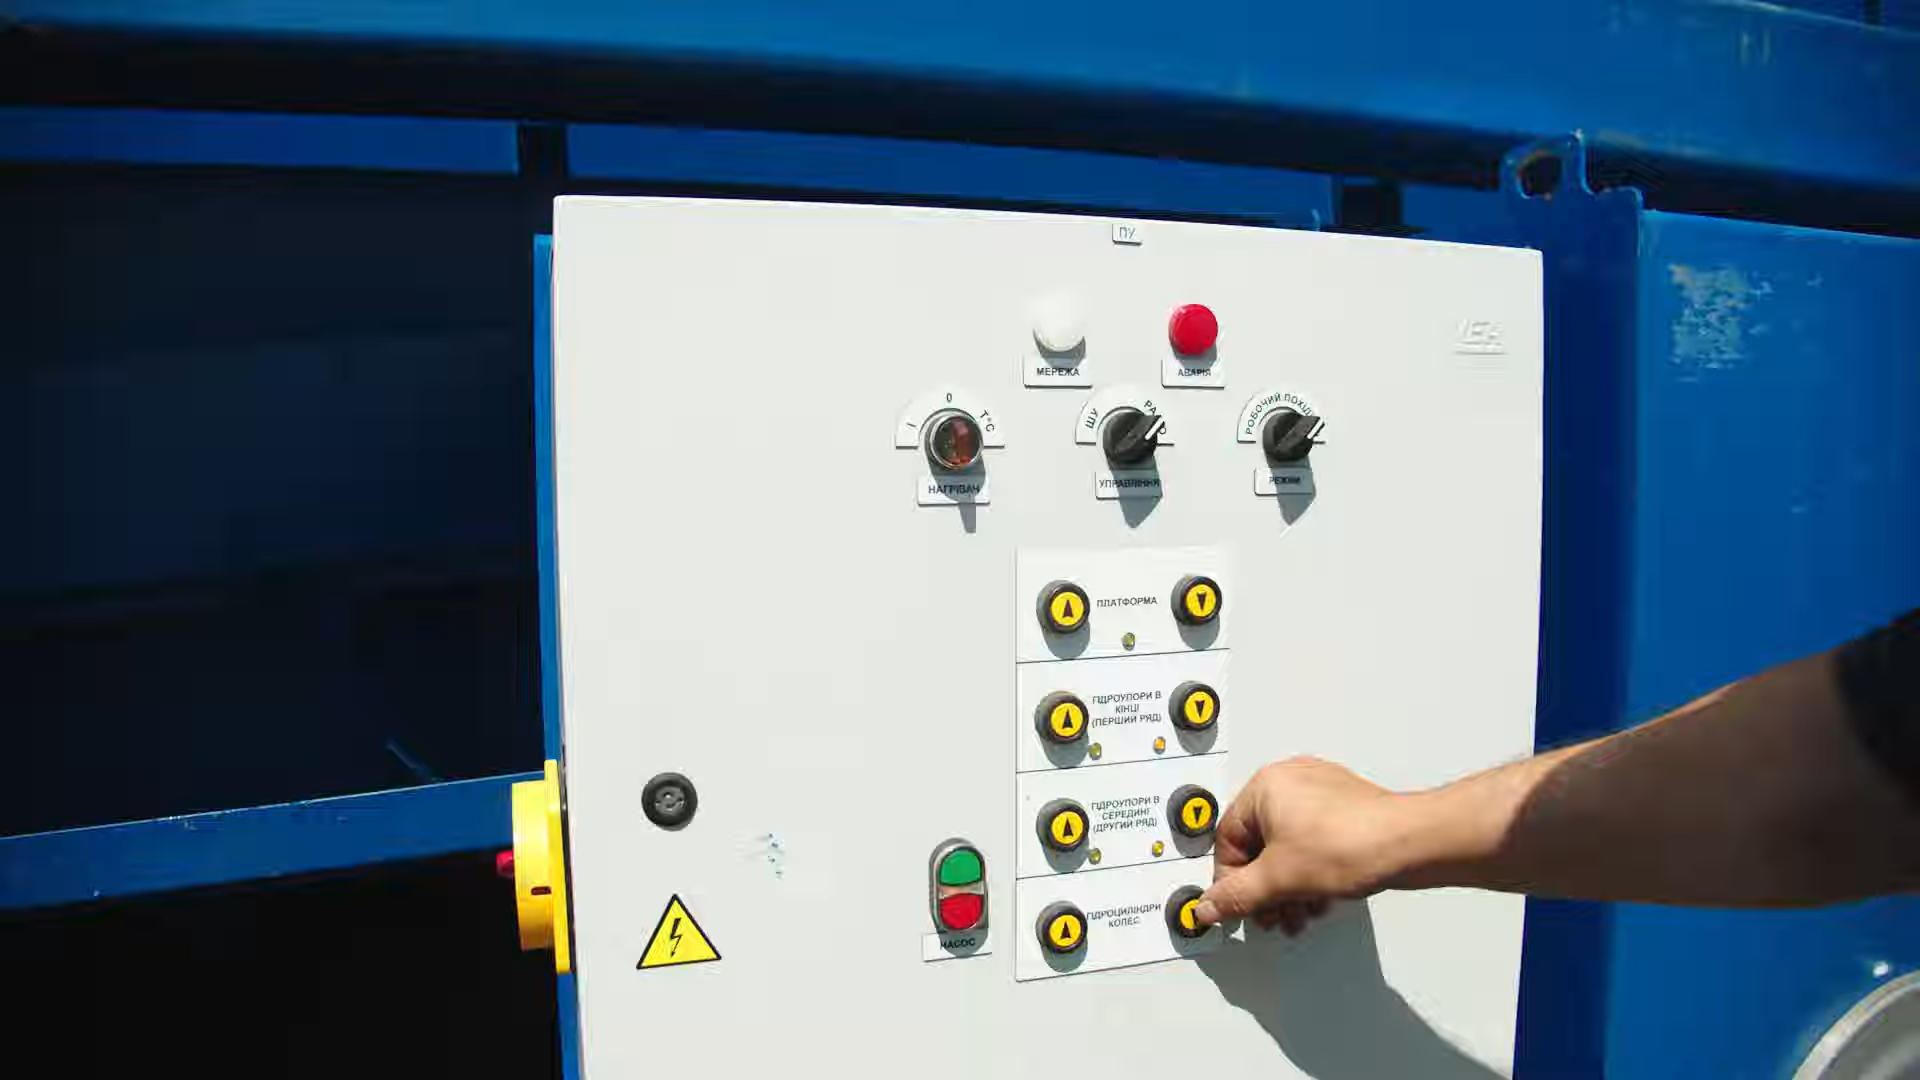 ПУ
МЕРЕЖА
АВАРІЯ
I 0 T°C
ШУ
РОБОЧИЙ ПОХІД
НАГРІВАЧ
УПРАВЛІННЯ
РЕЖИМ
ПЛАТФОРМА
ГІДРОУПОРИ В
КІНЦІ
(ПЕРШИЙ РЯД)
ГІДРОУПОРИ В
СЕРЕДИНІ
(ДРУГИЙ РЯД)
ГІДРОЦИЛІНДРИ
КОЛЕС
НАСОС